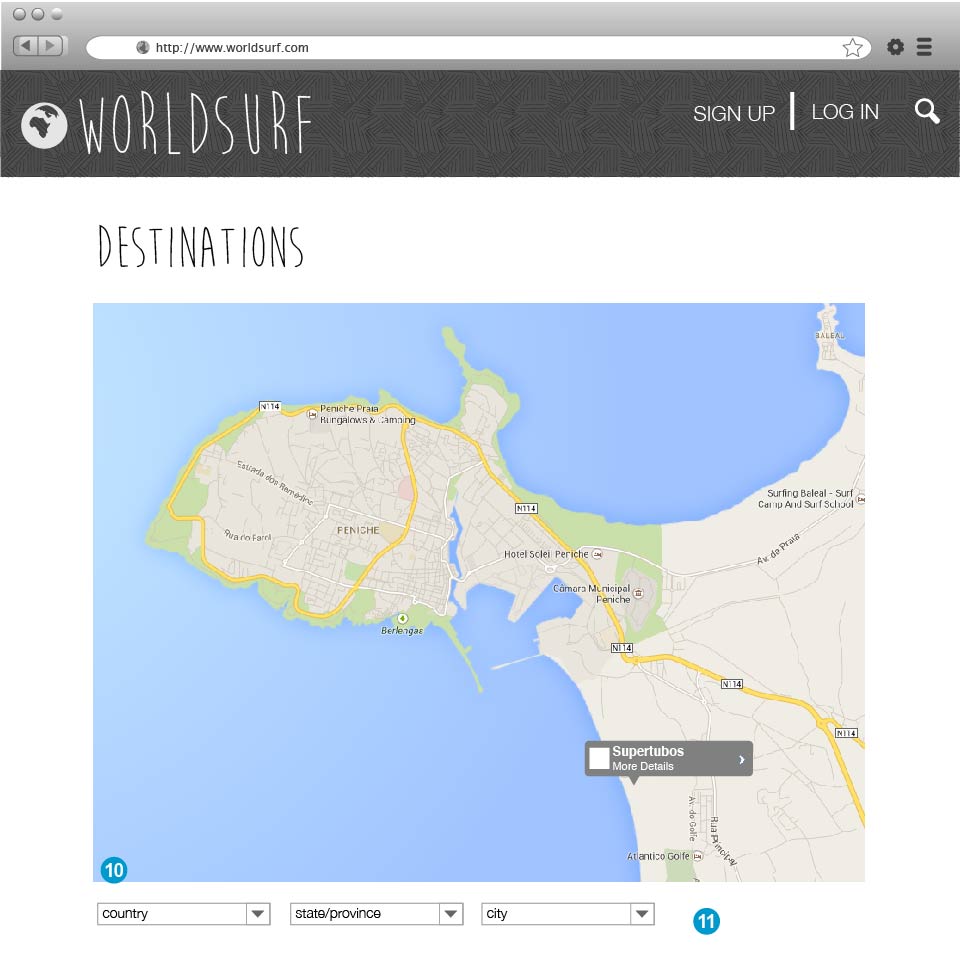 http://www.worldsurf.com
WORLDSURF
SIGN UP
LOG IN
DESTINATIONS
BALEAL
N114
Peniche Praia
Bungalows & Camping
Estrada dos Remédios
Surfing Baleal - Surf
Camp And Surf School
N114
PENICHE
Rua do Farol
Av. da Praia
Hotel Soleil Peniche
Câmara Municipal
Peniche
Berlengas
N114
N114
N114
Supertubos
More Details
Av. do Golfe
Rua Principal
Atlantico Golfe
10
country
state/province
city
11